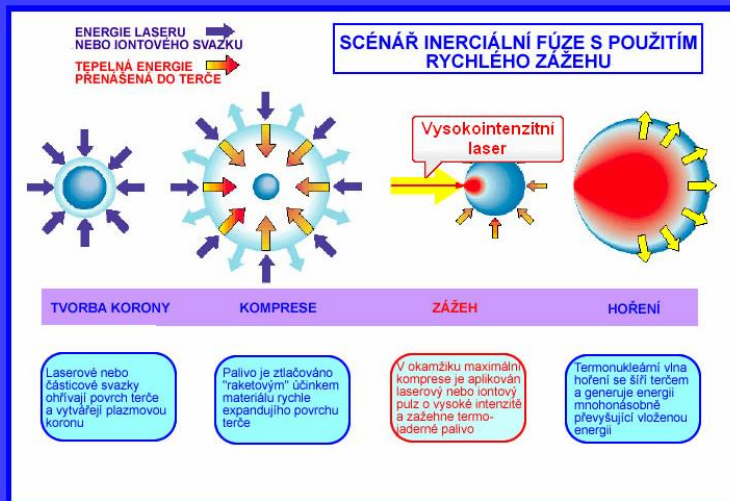 ENERGIE LASERU
NEBO IONTOVÉHO SVAZKU
TEPELNÁ ENERGIE
PŘENÁŠENÁ DO TERČE
SCÉNÁŘ INERCIÁLNÍ FÚZE S POUŽITÍM
RYCHLÉHO ZÁŽEHU
Vysokointenzitní
laser
TVORBA KORONY
KOMPRESE
ZÁŽEH
HOŘENÍ
Laserové nebo
částicové svazky
ohřívají povrch terče
a vytvářejí plazmovou
koronu
Palivo je ztlačováno
"raketovým" účinkem
materiálu rychle
expandujího povrchu
terče
V okamžiku maximální
komprese je aplikován
laserový nebo iontový
pulz o vysoké intenzitě
a zažehne termo-
jaderné palivo
Termonukleární vlna
hoření se šíří terčem
a generuje energii
mnohonásobně
převyšující vloženou
energii